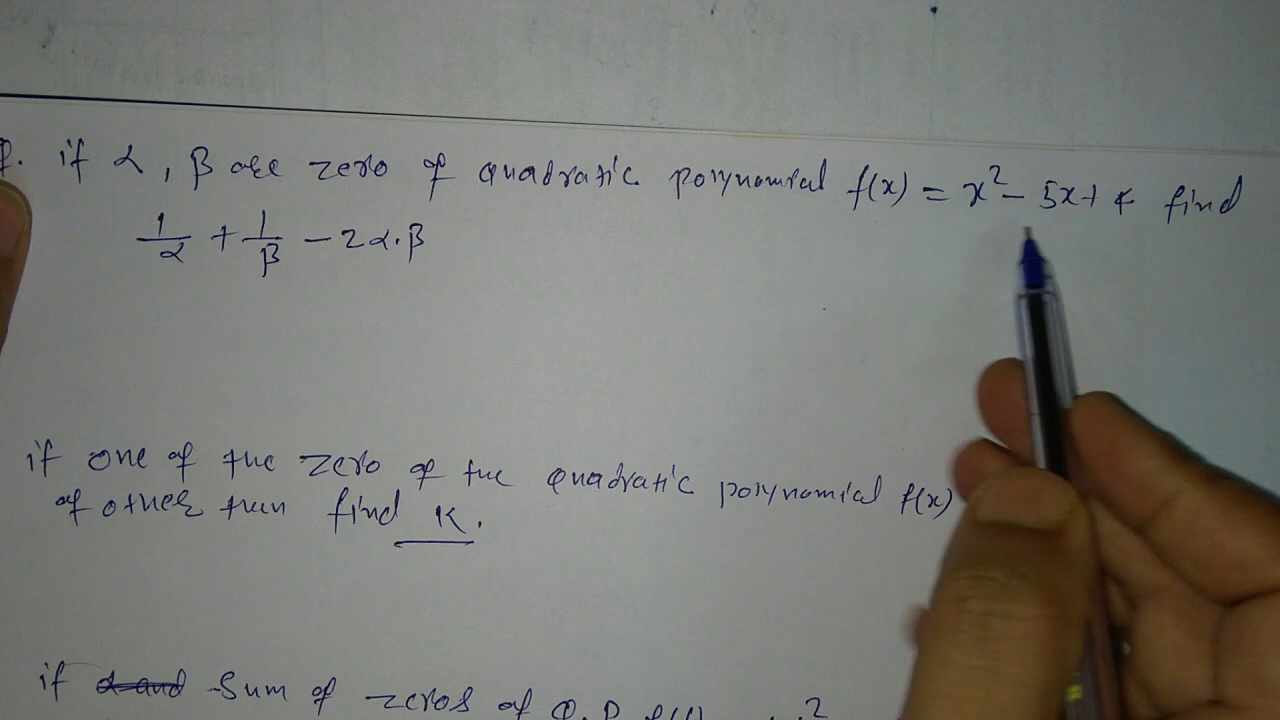 if α, β are zero of quadratic polynomial f(x) = x² - 5x + 4 find
1/α + 1/β - 2α.β
if one of the zero of the quadratic polynomial f(x)
of other then find K.
if α and Sum of zeros of Q.P